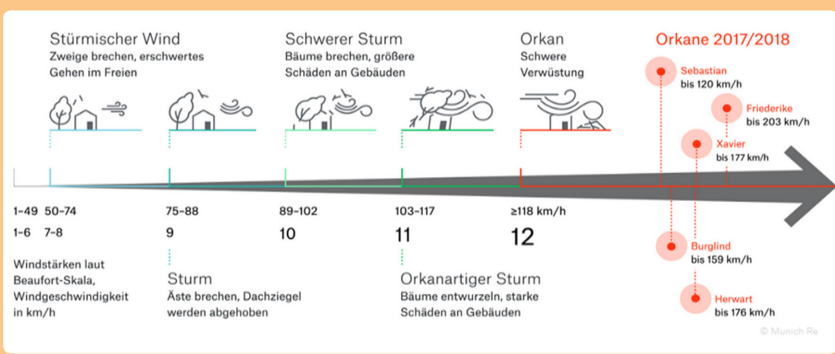 Stürmischer Wind
Zweige brechen, erschwertes
Gehen im Freien
Schwerer Sturm
Bäume brechen, größere
Schäden an Gebäuden
Orkan
Schwere
Verwüstung
Orkane 2017/2018
Sebastian
bis 120 km/h
Friederike
bis 203 km/h
Xavier
bis 177 km/h
1–49 50–74 75–88 89–102 103–117 ≥118 km/h
1–6 7–8 9 10 11 12
Burglind
bis 159 km/h
Herwart
bis 176 km/h
Windstärken laut
Beaufort-Skala,
Windgeschwindigkeit
in km/h
Sturm
Äste brechen, Dachziegel
werden abgehoben
Orkanartiger Sturm
Bäume entwurzeln, starke
Schäden an Gebäuden
© Munich Re